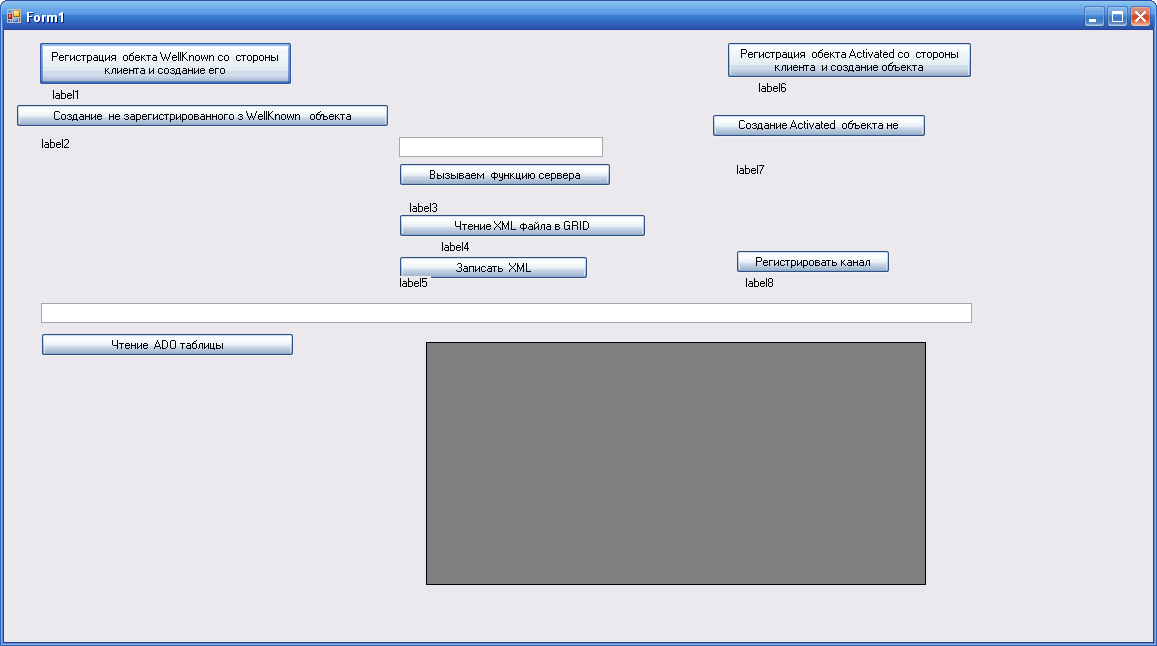 Form1
Регистрация обекта WellKnown со стороны
клиента и создание его
label1
Создание не зарегистрированного з WellKnown объекта
label2
Вызываем функцию сервера
label3
Чтение XML файла в GRID
label4
Записать XML
label5
Регистрация обекта Activated со стороны
клиента и создание объекта
label6
Создание Activated объекта не
label7
Регистрировать канал
label8
Чтение ADO таблицы